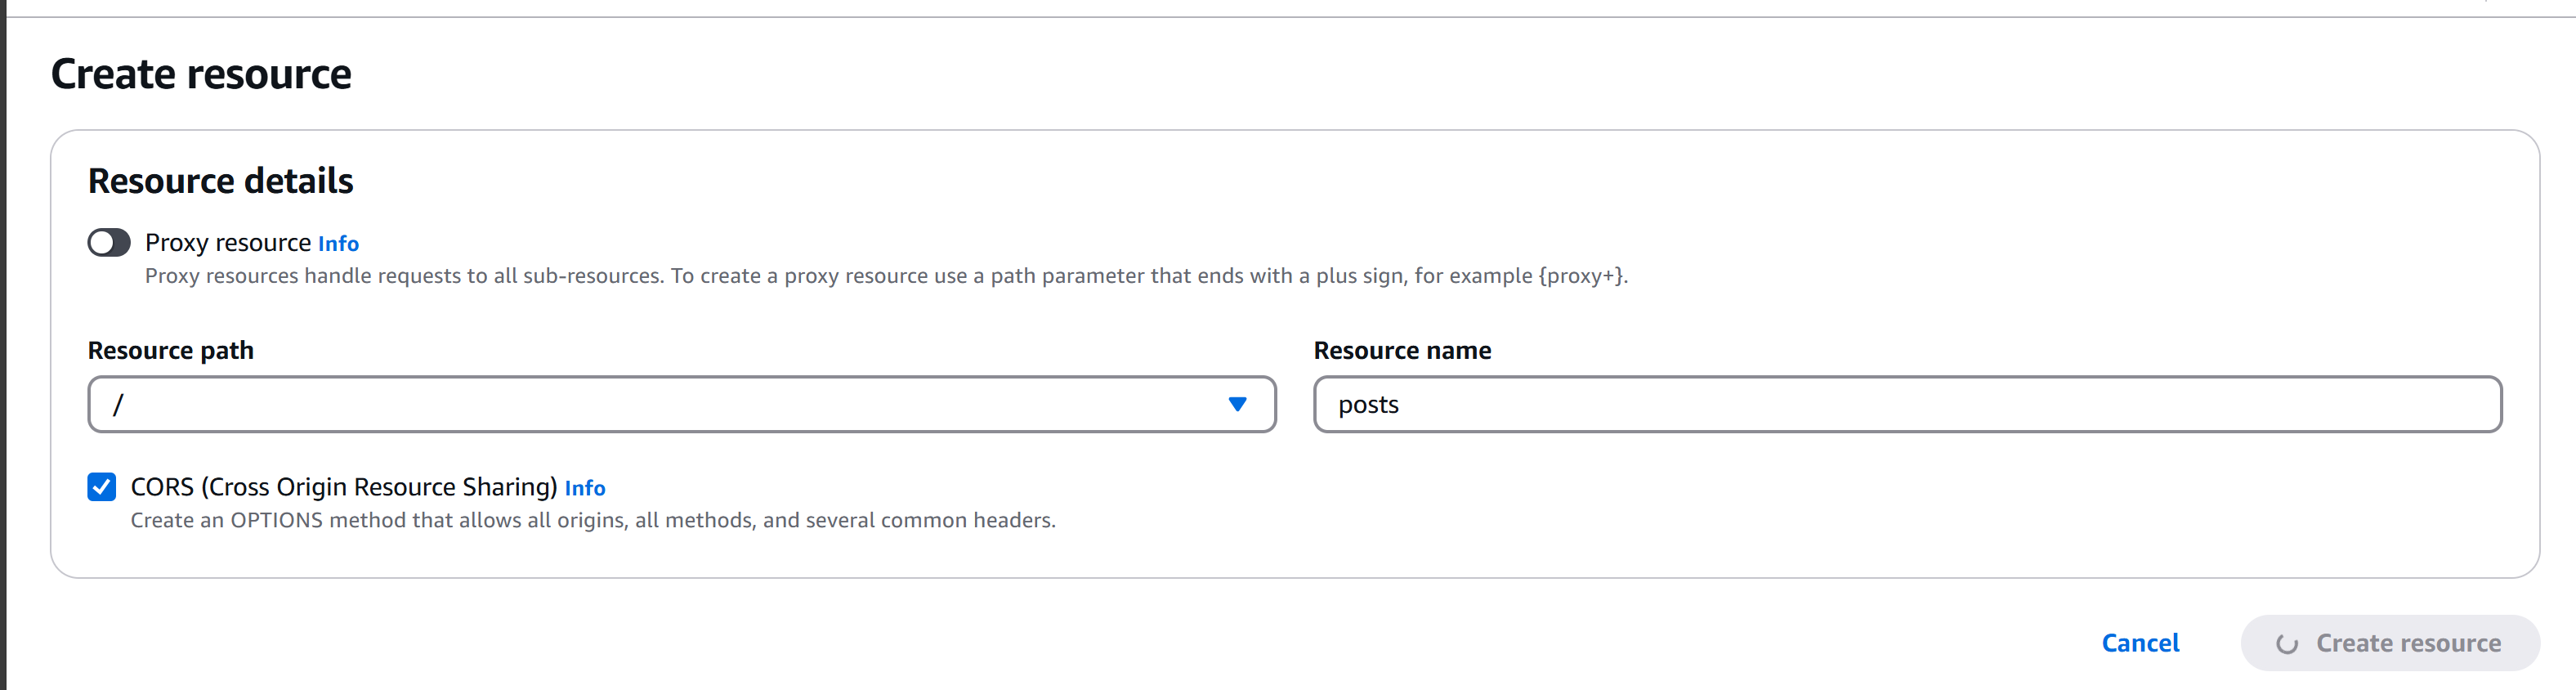 Create resource
Resource details
Proxy resource Info
Proxy resources handle requests to all sub-resources. To create a proxy resource use a path parameter that ends with a plus sign, for example {proxy+}.
Resource path
Resource name
/
posts
CORS (Cross Origin Resource Sharing) Info
Create an OPTIONS method that allows all origins, all methods, and several common headers.
Cancel
Create resource